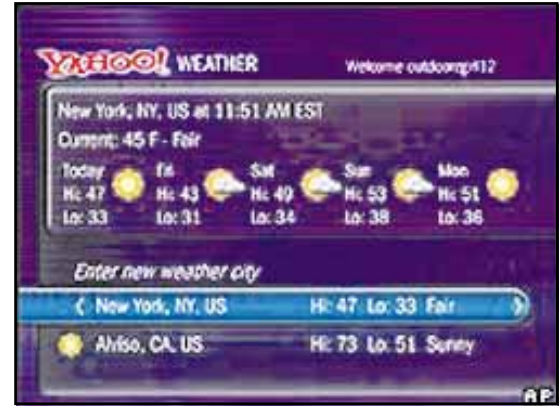 YAHOO! WEATHER Welcome
New York, NY, US at 11:51 AM EST
Current: 45 F - Fair
Today Fri Sat Sun Mon
Hi: 47 Hi: 43 Hi: 49 Hi: 53 Hi: 51
Lo: 33 Lo: 31 Lo: 34 Lo: 38 Lo: 36
Enter new weather city
New York, NY, US Hi: 47 Lo: 33 Fair
Alviso, CA, US Hi: 73 Lo: 51 Sunny
AP